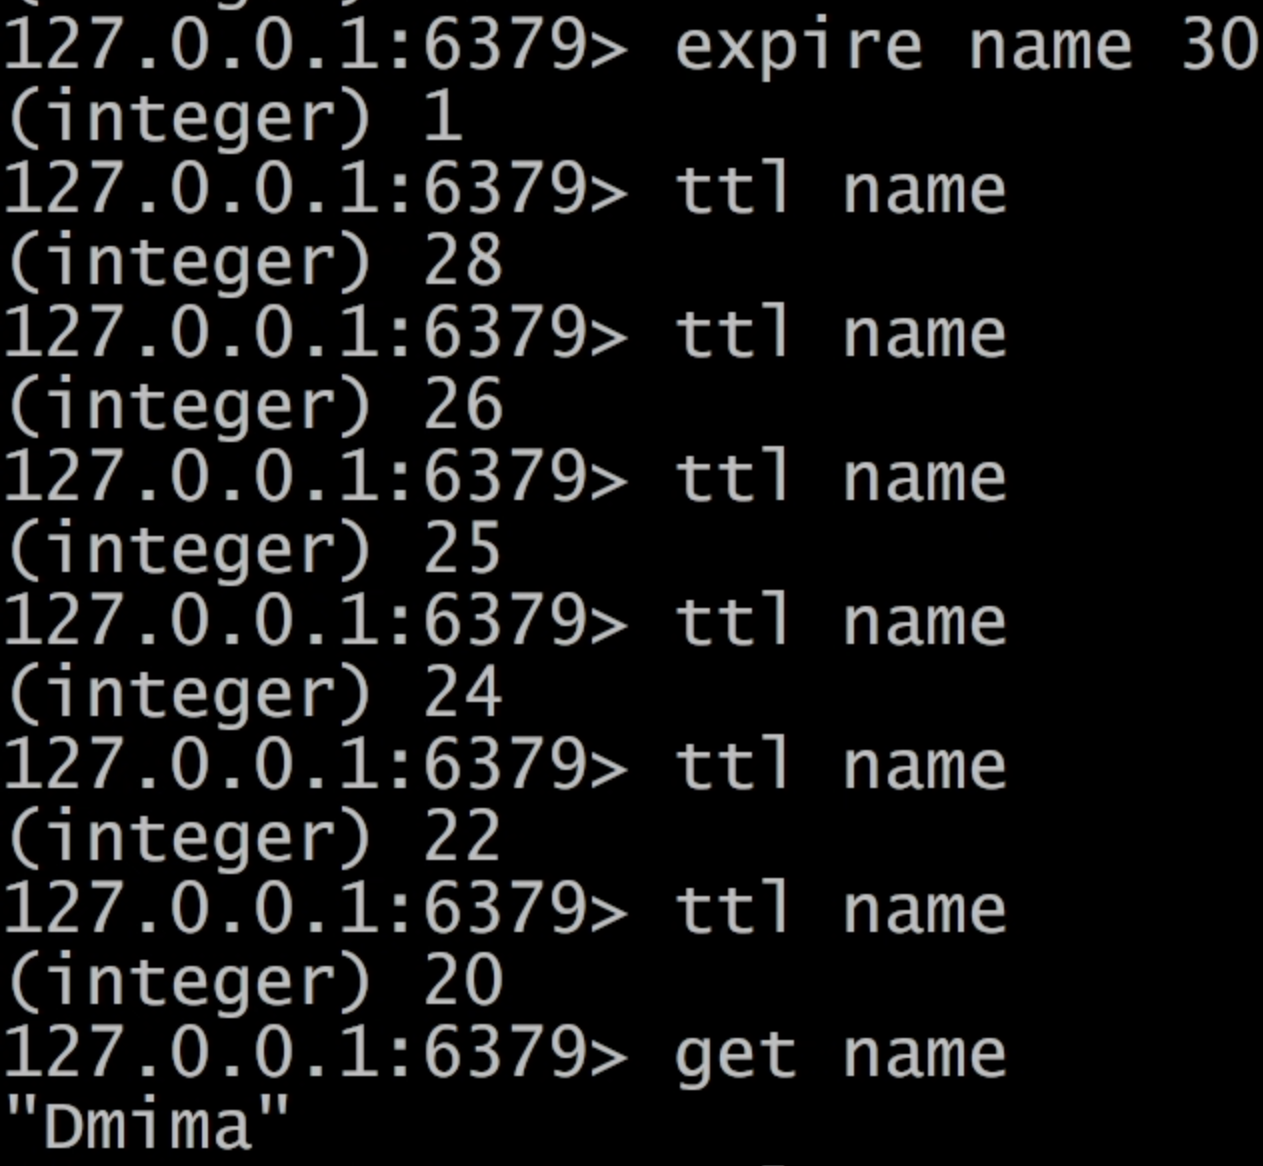 127.0.0.1:6379> expire name 30
(integer) 1
127.0.0.1:6379> ttl name
(integer) 28
127.0.0.1:6379> ttl name
(integer) 26
127.0.0.1:6379> ttl name
(integer) 25
127.0.0.1:6379> ttl name
(integer) 24
127.0.0.1:6379> ttl name
(integer) 22
127.0.0.1:6379> ttl name
(integer) 20
127.0.0.1:6379> get name
"Dmima"